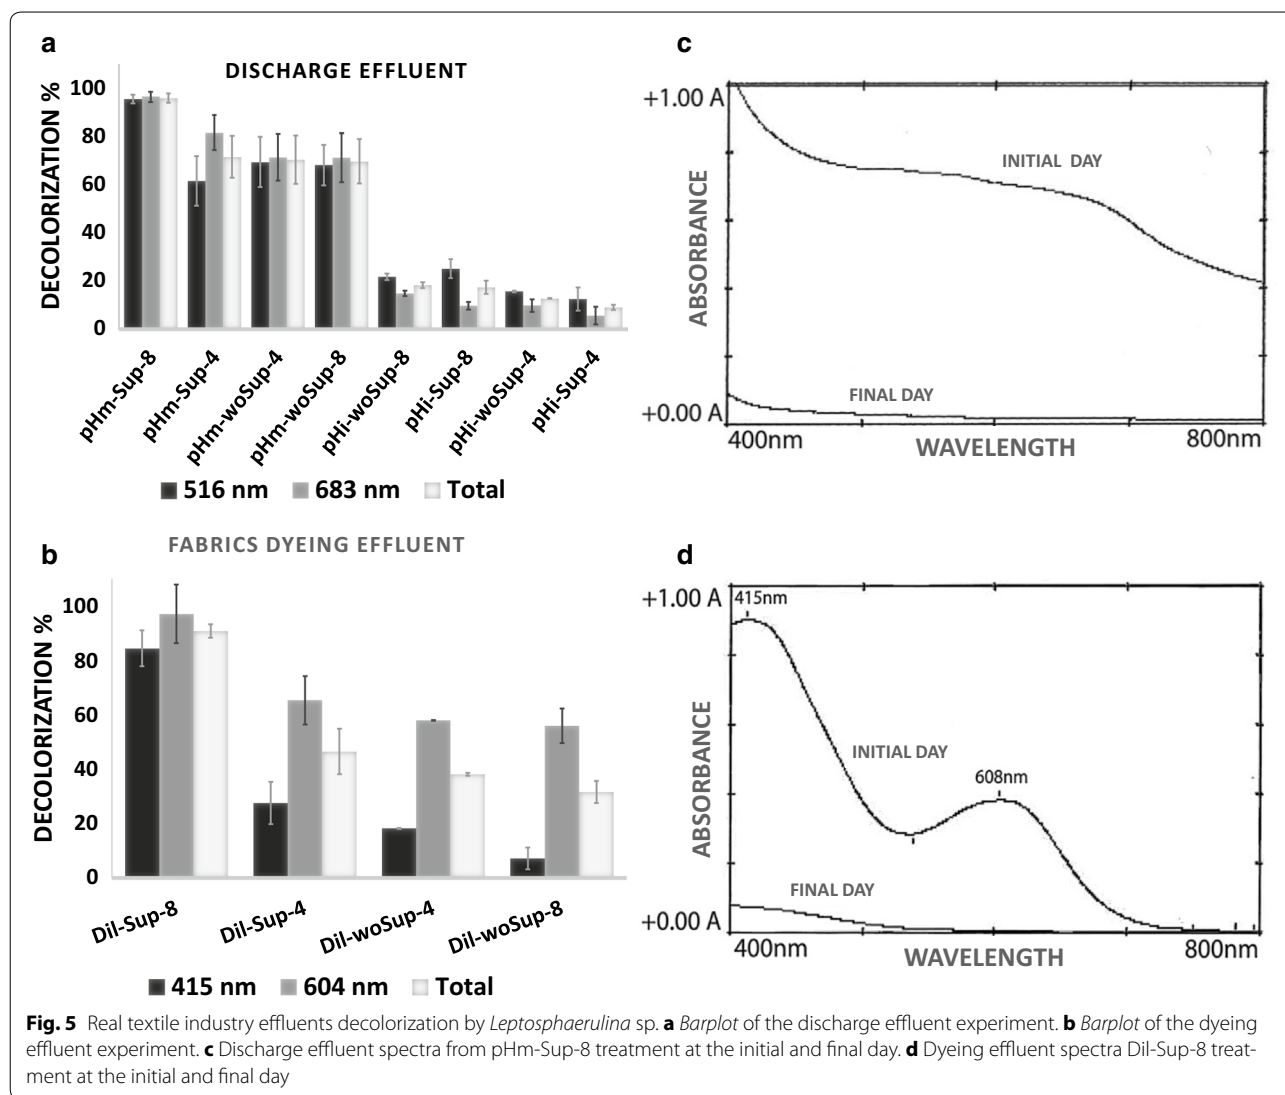 a
DISCHARGE EFFLUENT
DECOLORIZATION %
100
80
60
40
20
0
pHm-Sup-8
pHm-Sup-4
pHm-woSup-4
pHm-woSup-8
pHi-woSup-8
pHi-Sup-8
pHi-woSup-4
pHi-Sup-4
516 nm 683 nm Total
b
FABRICS DYEING EFFLUENT
DECOLORIZATION %
100
80
60
40
20
0
Dil-Sup-8
Dil-Sup-4
Dil-woSup-4
Dil-woSup-8
415 nm 604 nm Total
c
+1.00 A
ABSORBANCE
INITIAL DAY
FINAL DAY
+0.00 A
400nm WAVELENGTH 800nm
d
+1.00 A
415nm
ABSORBANCE
INITIAL DAY
608nm
FINAL DAY
+0.00 A
400nm WAVELENGTH 800nm
Fig. 5 Real textile industry effluents decolorization by Leptosphaerulina sp. a Barplot of the discharge effluent experiment. b Barplot of the dyeing
effluent experiment. c Discharge effluent spectra from pHm-Sup-8 treatment at the initial and final day. d Dyeing effluent spectra Dil-Sup-8 treat-
ment at the initial and final day